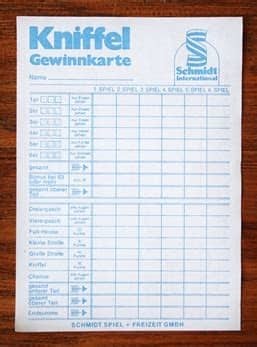 Kniffel
Gewinnkarte
Schmidt
International
Name
1. SPIEL 2. SPIEL 3. SPIEL 4. SPIEL 5. SPIEL 6. SPIEL
1er
2er
3er
4er
5er
6er
gesamt
Bonus bei 63
oder mehr
gesamt oberer
Teil
Dreierpasch
Viererpasch
Full-House
Kleine Straße
Große Straße
Kniffel
Chance
gesamt
unterer Teil
gesamt
oberer Teil
Endsumme
SCHMIDT SPIEL + FREIZEIT GMBH